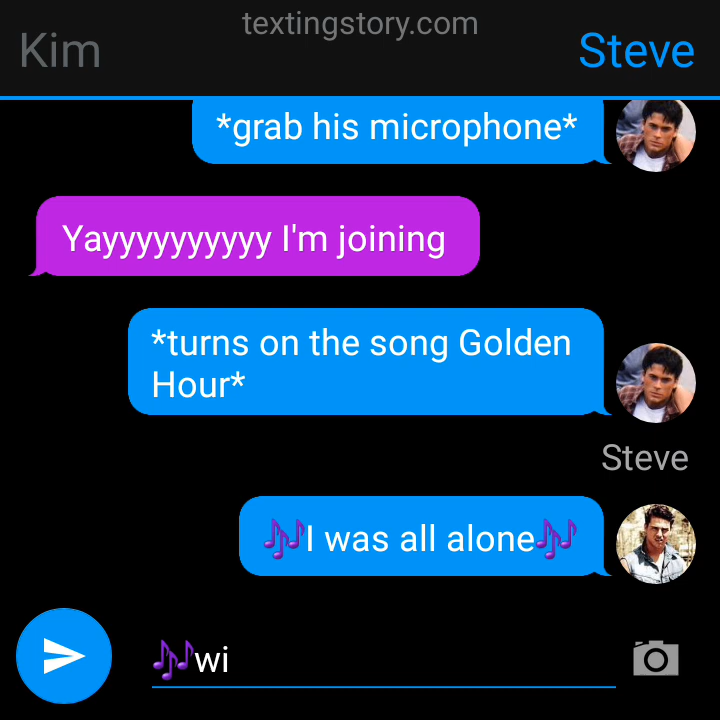 textingstory.com
Kim
Steve
*grab his microphone*
Yayyyyyyyyyy I'm joining
*turns on the song Golden
Hour*
Steve
🎶I was all alone🎶
🎶wi